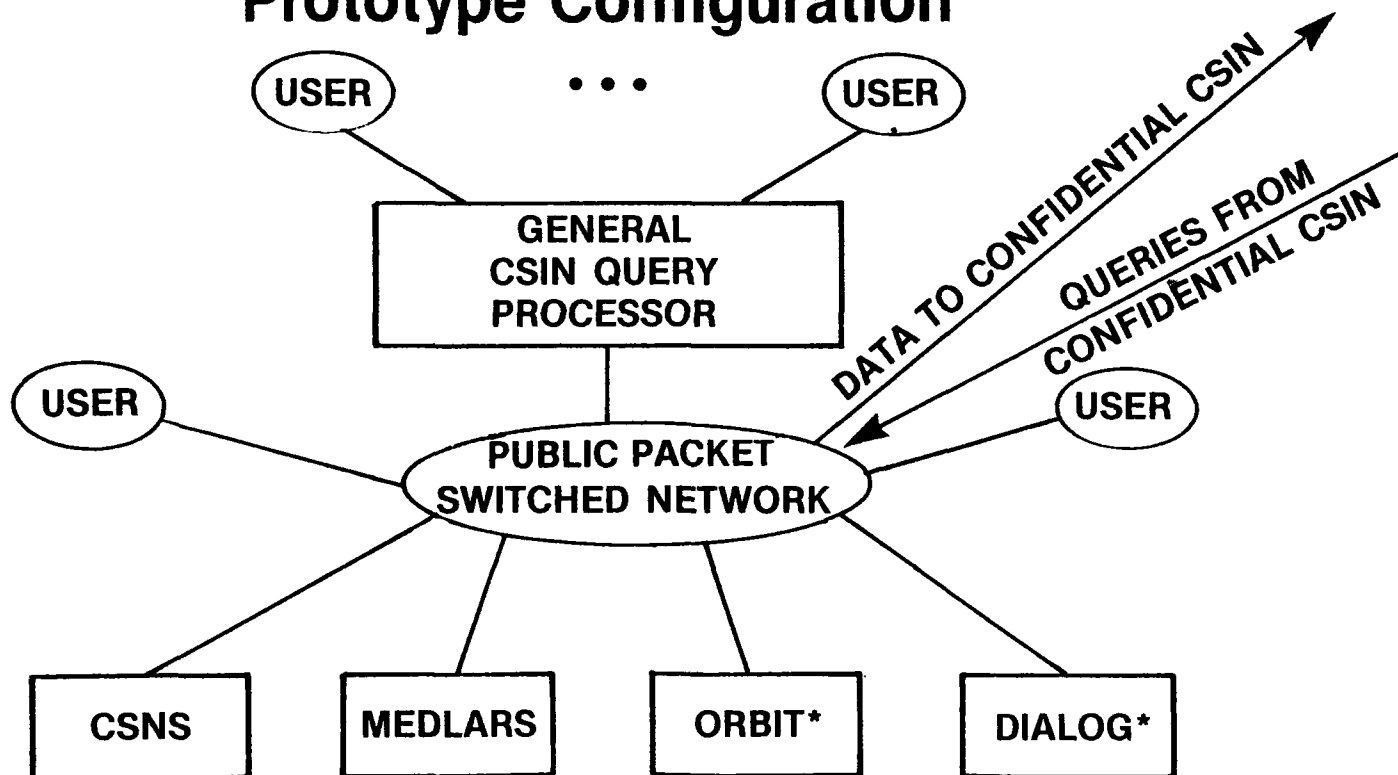 Prototype Configuration
USER
• • •
USER
GENERAL
CSIN QUERY
PROCESSOR
DATA TO CONFIDENTIAL CSIN
QUERIES FROM
CONFIDENTIAL CSIN
USER
USER
PUBLIC PACKET
SWITCHED NETWORK
CSNS
MEDLARS
ORBIT*
DIALOG*